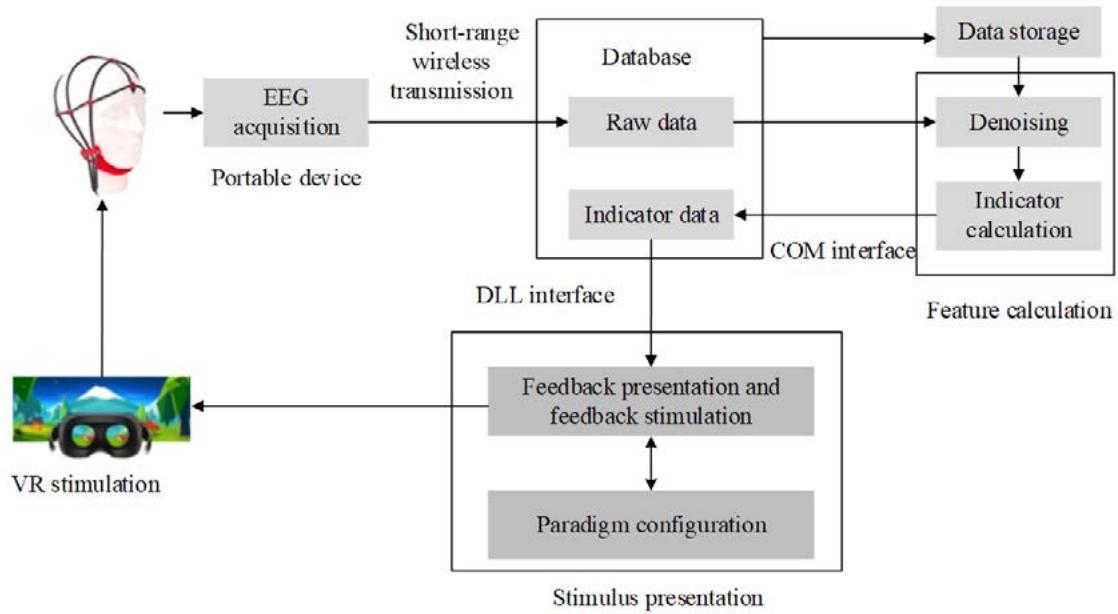 Short-range
wireless
transmission
Database
Data storage
EEG
acquisition
Raw data
Denoising
Portable device
Indicator data
Indicator
calculation
COM interface
DLL interface
Feature calculation
Feedback presentation and
feedback stimulation
VR stimulation
Paradigm configuration
Stimulus presentation